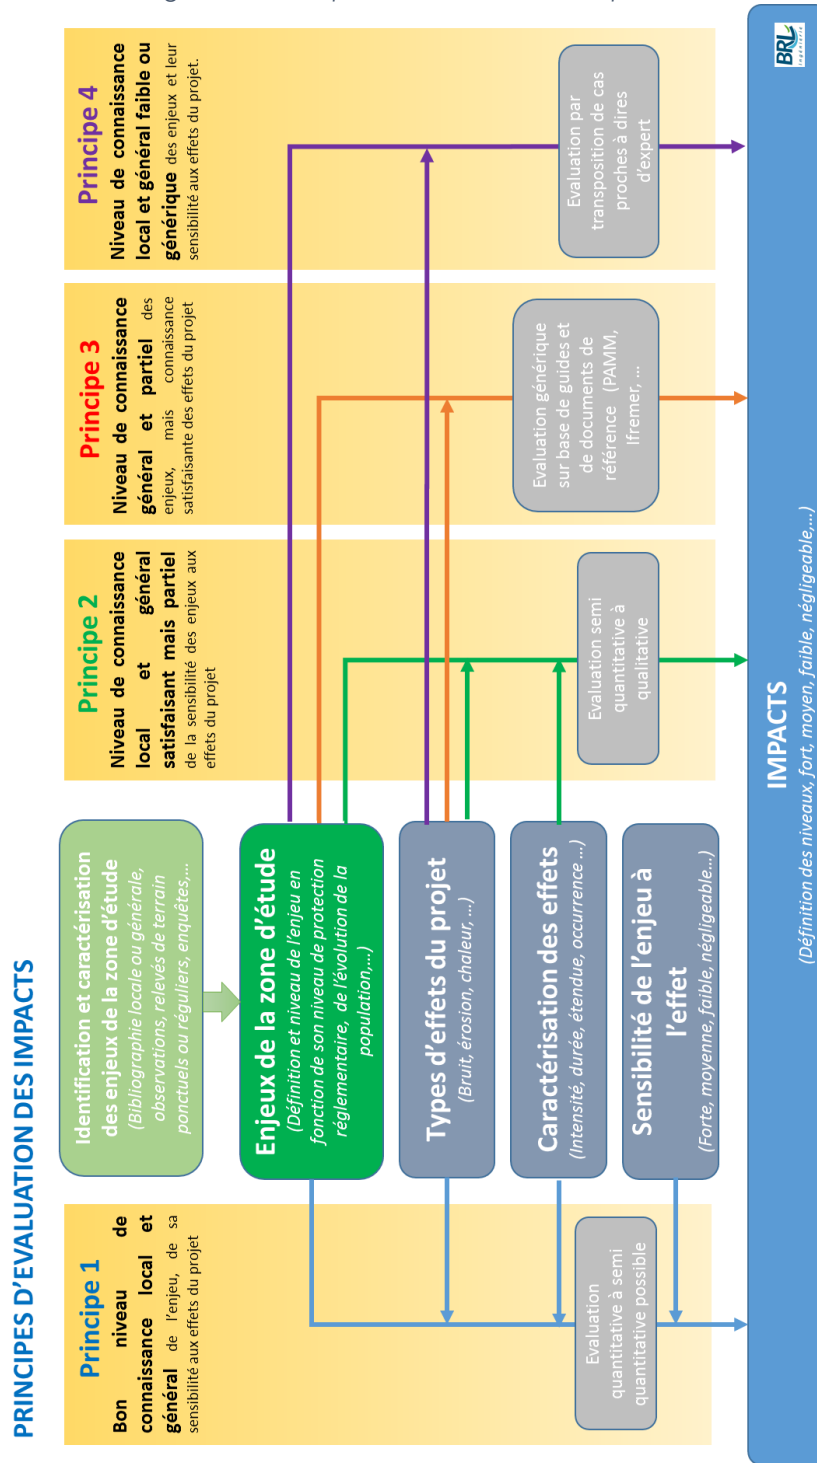 PRINCIPES D'EVALUATION DES IMPACTS
Principe 1
Bon niveau de
connaissance local et
général de l'enjeu, de sa
sensibilité aux effets du projet
Evaluation
quantitative à semi
quantitative possible
Identification et caractérisation
des enjeux de la zone d'étude
(Bibliographie locale ou générale,
observations, relevés de terrain
ponctuels ou réguliers, enquêtes,...
Enjeux de la zone d'étude
(Définition et niveau de l'enjeu en
fonction de son niveau de protection
réglementaire, de l'évolution de la
population,...)
Types d'effets du projet
(Bruit, érosion, chaleur, ...)
Caractérisation des effets
(Intensité, durée, étendue, occurrence ...)
Sensibilité de l'enjeu à
l'effet
(Forte, moyenne, faible, négligeable...)
Principe 2
Niveau de connaissance
local et général
satisfaisant mais partiel
de la sensibilité des enjeux aux
effets du projet
Evaluation semi
quantitative à
qualitative
Principe 3
Niveau de connaissance
général et partiel des
enjeux, mais connaissance
satisfaisante des effets du projet
Evaluation générique
sur base de guides et
de documents de
référence (PAMM,
Ifremer, ...
Principe 4
Niveau de connaissance
local et général faible ou
générique des enjeux et leur
sensibilité aux effets du projet.
Evaluation par
transposition de cas
proches à dires
d'expert
IMPACTS
(Définition des niveaux, fort, moyen, faible, négligeable,...)
BRL
ingénierie